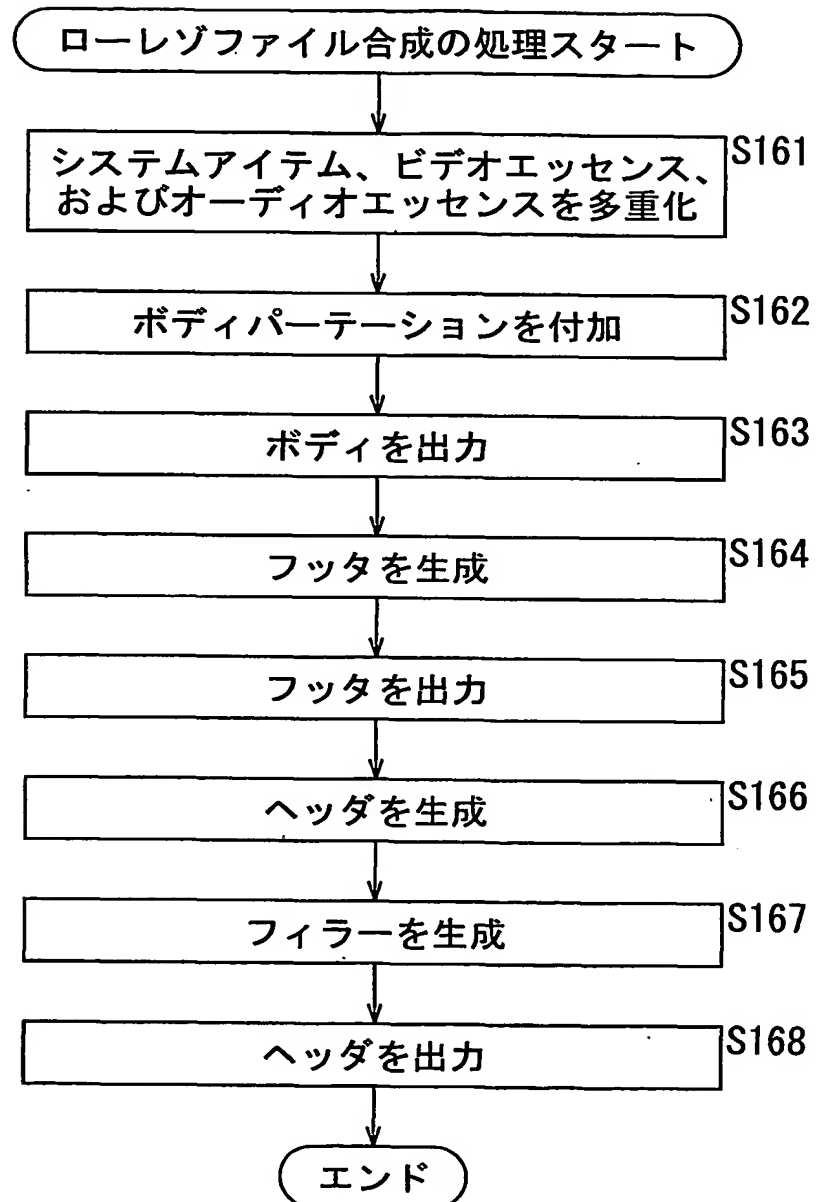 ローレゾファイル合成の処理スタート
システムアイテム、ビデオエッセンス、
およびオーディオエッセンスを多重化
S161
ボディパーテーションを付加
S162
ボディを出力
S163
フッタを生成
S164
フッタを出力
S165
ヘッダを生成
S166
フィラーを生成
S167
ヘッダを出力
S168
エンド